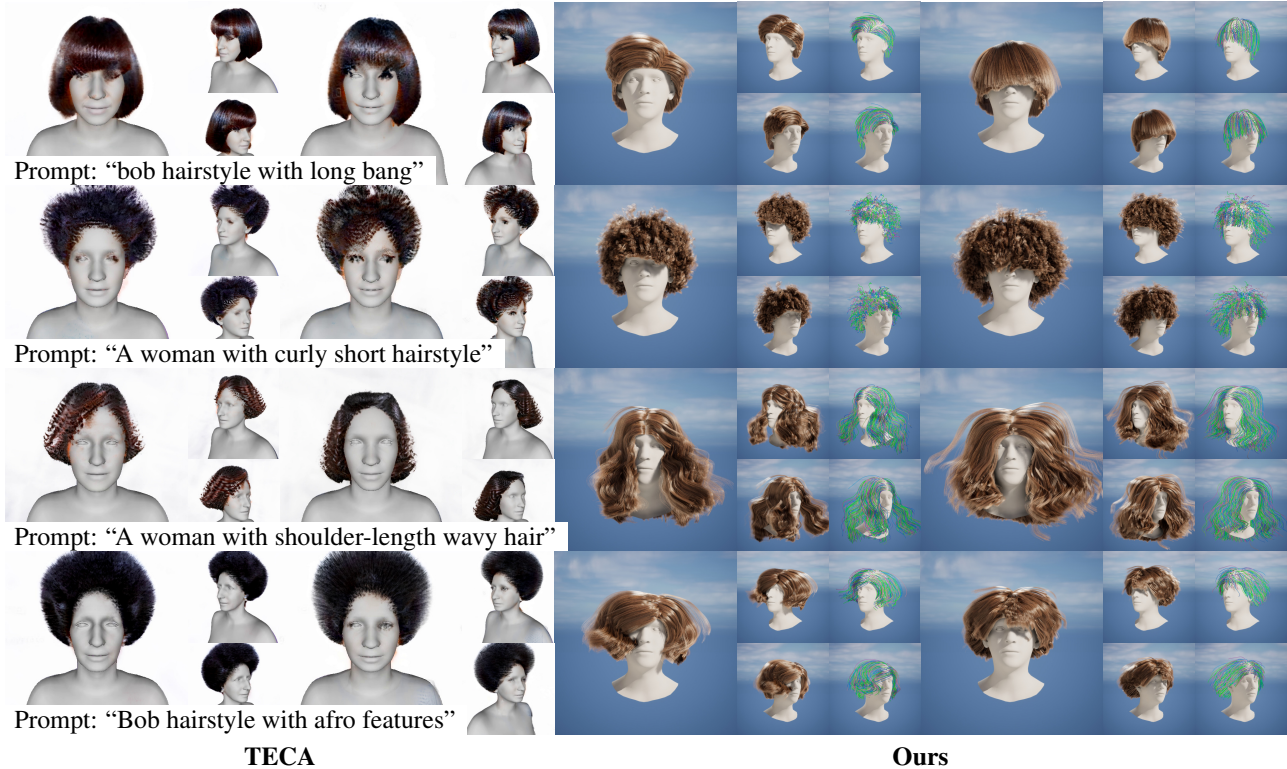 Prompt: “bob hairstyle with long bang”
Prompt: “A woman with curly short hairstyle”
Prompt: “A woman with shoulder-length wavy hair”
Prompt: “Bob hairstyle with afro features”
TECA
Ours